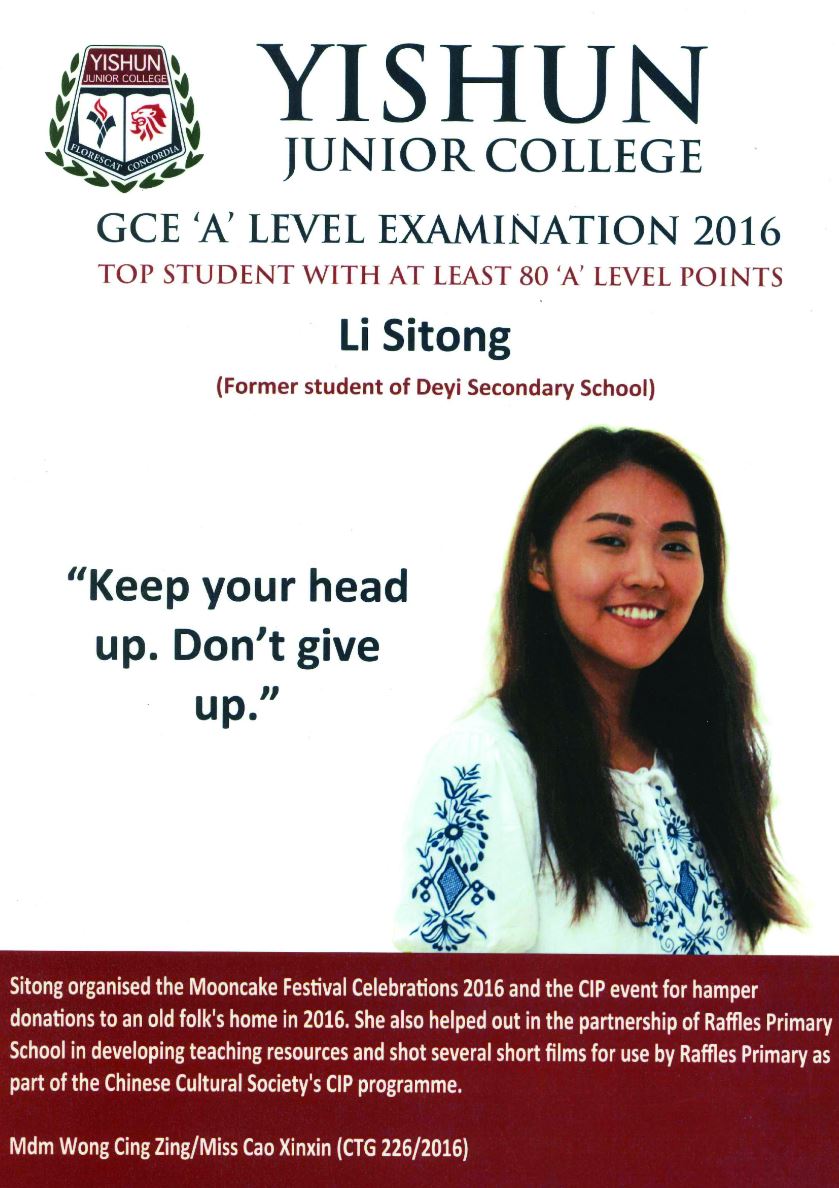 YISHUN
JUNIOR COLLEGE
FLORESCAT CONCORDIA
YISHUN
JUNIOR COLLEGE
GCE ‘A’ LEVEL EXAMINATION 2016
TOP STUDENT WITH AT LEAST 80 ‘A’ LEVEL POINTS
Li Sitong
(Former student of Deyi Secondary School)
“Keep your head
up. Don’t give
up.”
Sitong organised the Mooncake Festival Celebrations 2016 and the CIP event for hamper
donations to an old folk's home in 2016. She also helped out in the partnership of Raffles Primary
School in developing teaching resources and shot several short films for use by Raffles Primary as
part of the Chinese Cultural Society's CIP programme.
Mdm Wong Cing Zing/Miss Cao Xinxin (CTG 226/2016)